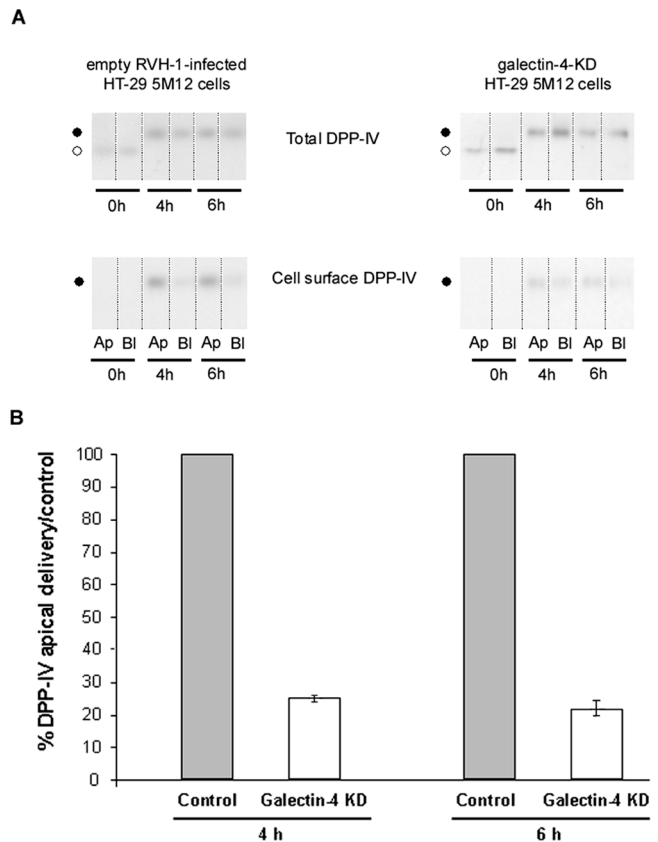 A
empty RVH-1-infected
HT-29 5M12 cells
galectin-4-KD
HT-29 5M12 cells
Total DPP-IV
0h 4h 6h
0h 4h 6h
Cell surface DPP-IV
Ap Bl Ap Bl Ap Bl
Ap Bl Ap Bl Ap Bl
0h 4h 6h
0h 4h 6h
B
% DPP-IV apical delivery/control
100
90
80
70
60
50
40
30
20
10
0
Control Galectin-4 KD Control Galectin-4 KD
4 h 6 h